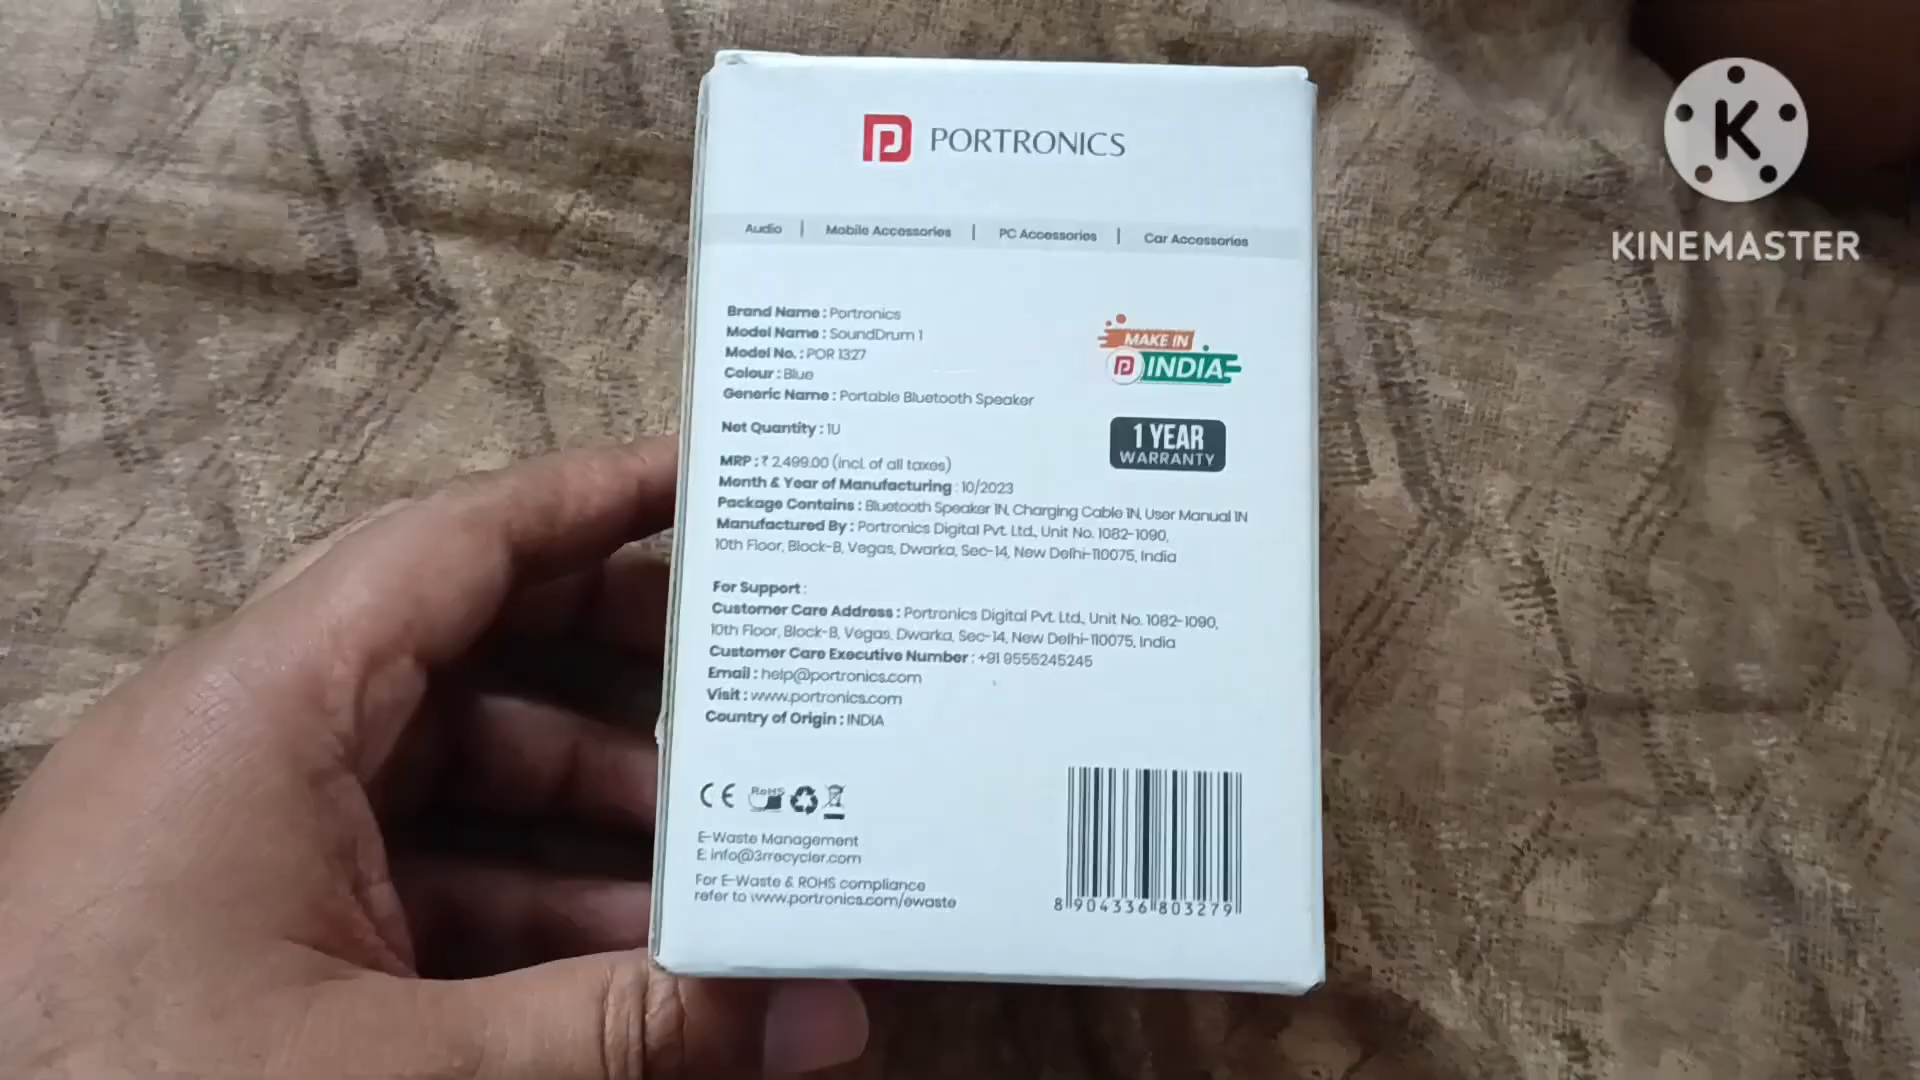 PORTRONICS
Audio | Mobile Accessories | PC Accessories | Car Accessories
Brand Name : Portronics
Model Name : SoundDrum 1
Model No. : POR 1327
Colour : Blue
Generic Name : Portable Bluetooth Speaker
Net Quantity : 1U
MRP : ₹ 2,499.00 (incl. of all taxes)
Month & Year of Manufacturing : 10/2023
Package Contains : Bluetooth Speaker 1N, Charging Cable 1N, User Manual 1N
Manufactured By : Portronics Digital Pvt. Ltd., Unit No. 1082-1090,
10th Floor, Block-B, Vegas, Dwarka, Sec-14, New Delhi-110075, India
MAKE IN
INDIA
1 YEAR
WARRANTY
For Support :
Customer Care Address : Portronics Digital Pvt. Ltd., Unit No. 1082-1090,
10th Floor, Block-B, Vegas, Dwarka, Sec-14, New Delhi-110075, India
Customer Care Executive Number : +91 9555245245
Email : help@portronics.com
Visit : www.portronics.com
Country of Origin : INDIA
CE RoHS
E-Waste Management
E: info@3rrecycler.com
For E-Waste & ROHS compliance
refer to www.portronics.com/ewaste
8 904336 803279
K
KINEMASTER